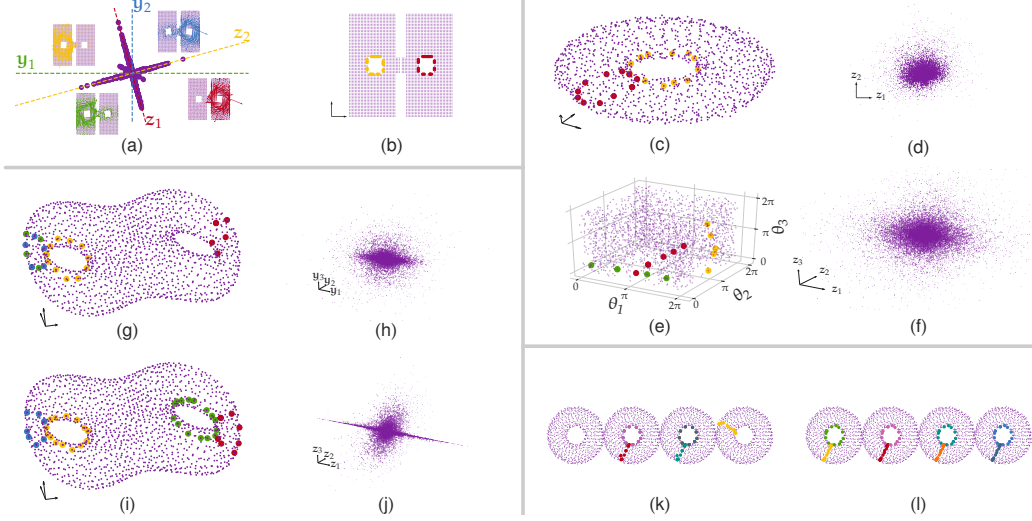 y₂
z₂
y₁
z₁
(a)
(b)
(c)
z₂
z₁
(d)
2π
π
θ₃
0
2π
π
θ₂
0
0
π
2π
θ₁
(e)
z₃
z₂
z₁
(f)
(g)
y₃
y₂
y₁
(h)
(i)
z₃
z₂
z₁
(j)
(k)
(l)